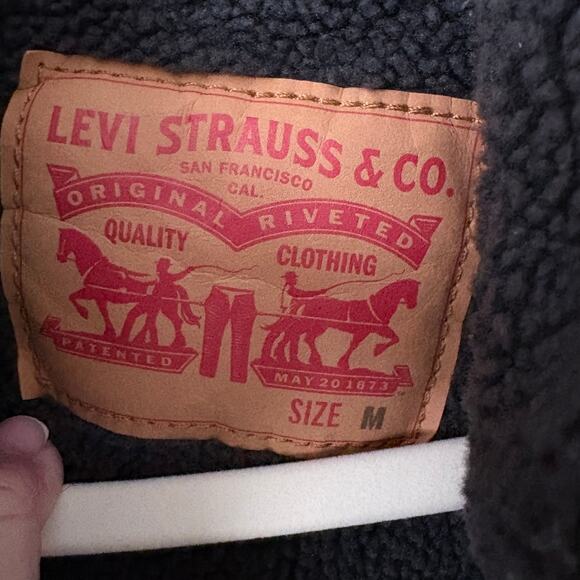 LEVI STRAUSS & CO.
SAN FRANCISCO
CAL.
ORIGINAL RIVETED
QUALITY CLOTHING
PATENTED
MAY 20 1873
SIZE M